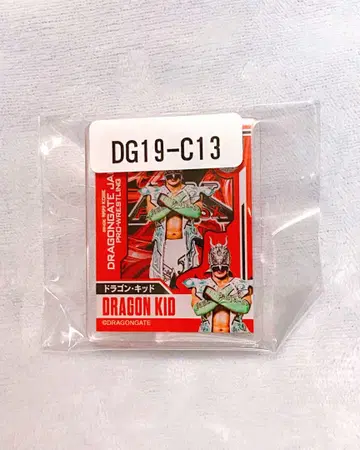 DG19-C13
DRAGONGATE JA
PRO-WRESTLING
ドラゴン・キッド
DRAGON KID
©DRAGONGATE